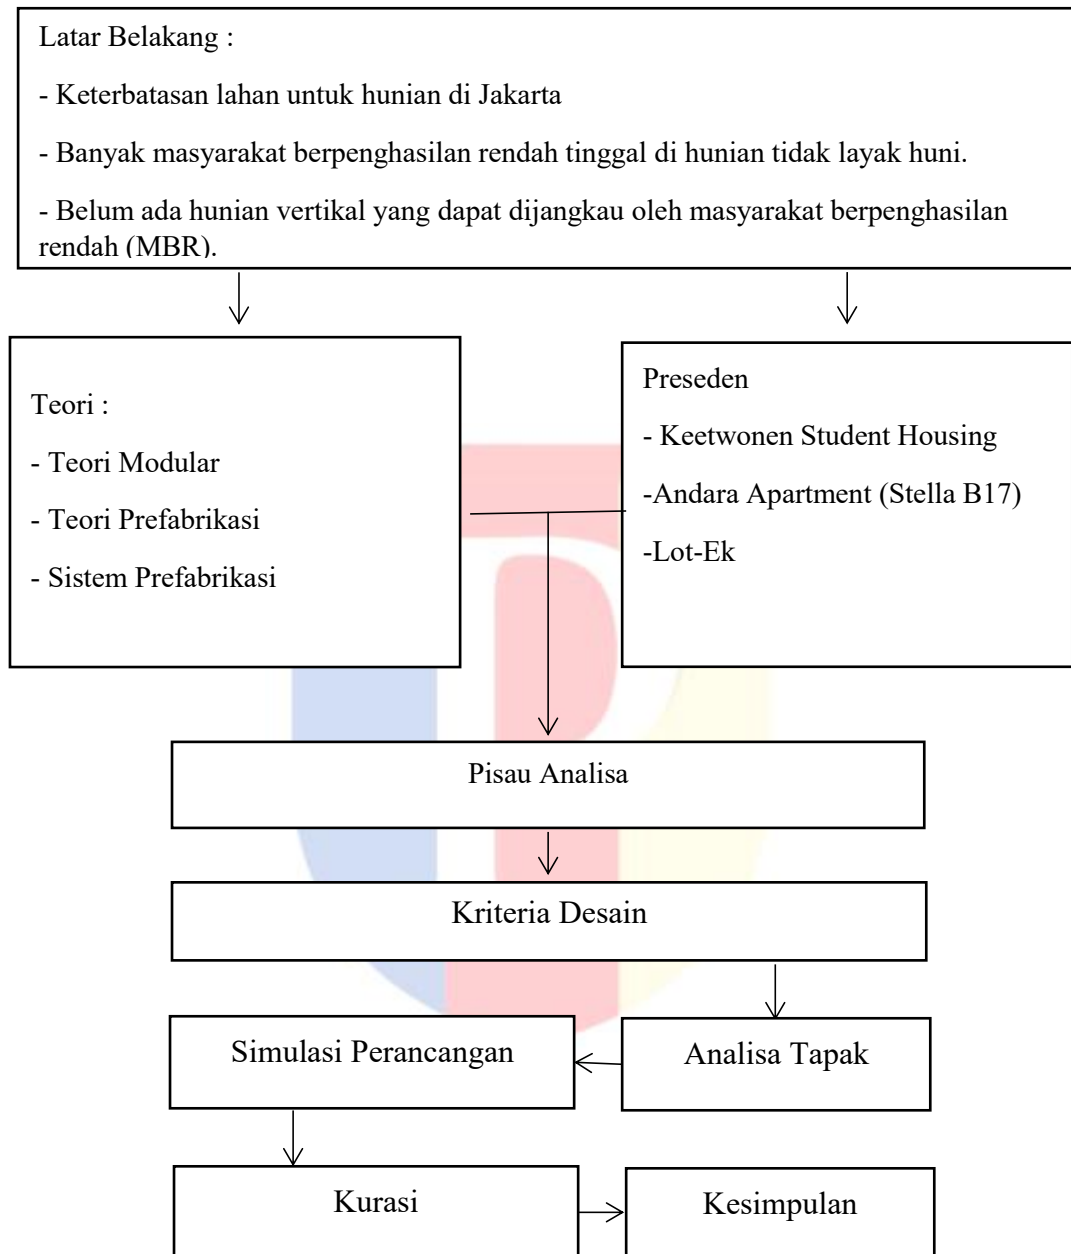 Latar Belakang :
- Keterbatasan lahan untuk hunian di Jakarta
- Banyak masyarakat berpenghasilan rendah tinggal di hunian tidak layak huni.
- Belum ada hunian vertikal yang dapat dijangkau oleh masyarakat berpenghasilan
rendah (MBR).
Teori :
- Teori Modular
- Teori Prefabrikasi
- Sistem Prefabrikasi
Preseden
- Keetwonen Student Housing
-Andara Apartment (Stella B17)
-Lot-Ek
Pisau Analisa
Kriteria Desain
Simulasi Perancangan
Analisa Tapak
Kurasi
Kesimpulan